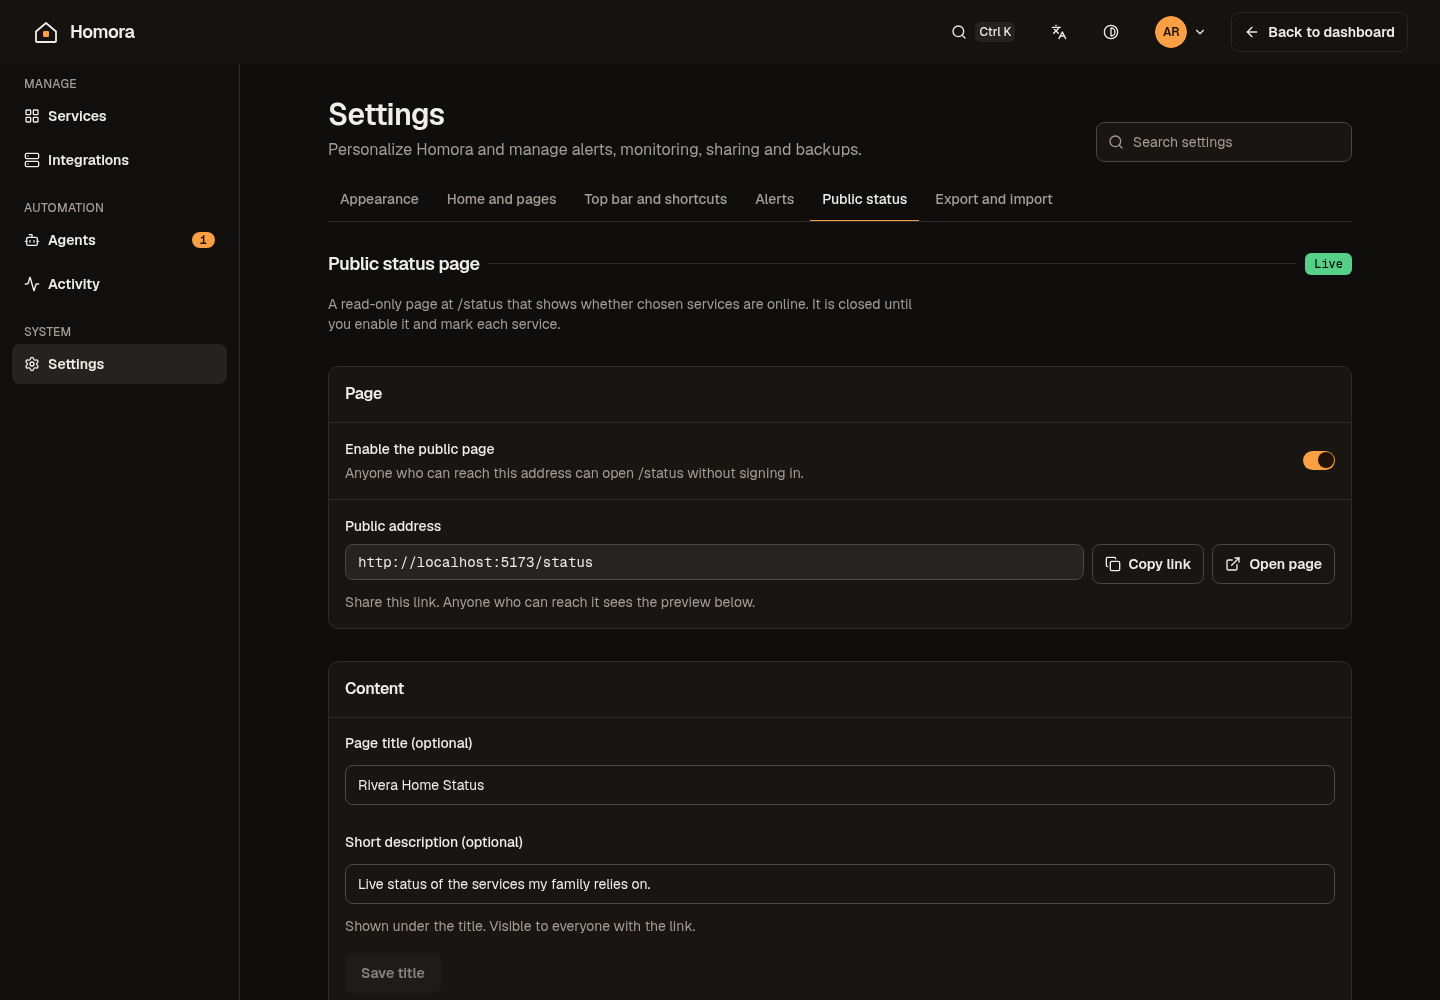 Homora
Ctrl K
AR
Back to dashboard
MANAGE
Services
Integrations
AUTOMATION
Agents
1
Activity
SYSTEM
Settings
Settings
Personalize Homora and manage alerts, monitoring, sharing and backups.
Search settings
Appearance
Home and pages
Top bar and shortcuts
Alerts
Public status
Export and import
Public status page
Live
A read-only page at /status that shows whether chosen services are online. It is closed until
you enable it and mark each service.
Page
Enable the public page
Anyone who can reach this address can open /status without signing in.
Public address
http://localhost:5173/status
Copy link
Open page
Share this link. Anyone who can reach it sees the preview below.
Content
Page title (optional)
Rivera Home Status
Short description (optional)
Live status of the services my family relies on.
Shown under the title. Visible to everyone with the link.
Save title